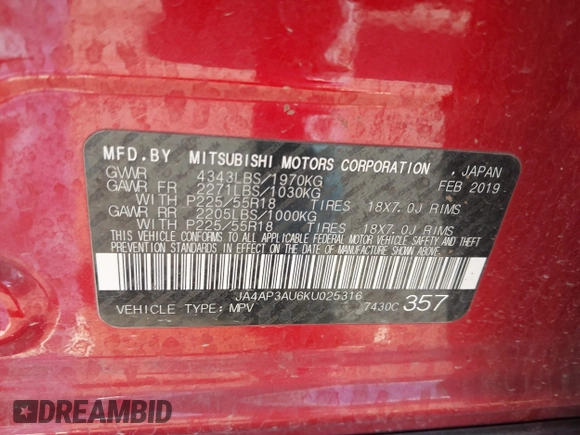 MFD.BY MITSUBISHI MOTORS CORPORATION , JAPAN
GVWR 4343LBS/1970KG FEB 2019
GAWR FR 2271LBS/1030KG
WITH P225/55R18 TIRES 18X7.0J RIMS
GAWR RR 2205LBS/1000KG
WITH P225/55R18 TIRES 18X7.0J RIMS
THIS VEHICLE CONFORMS TO ALL APPLICABLE FEDERAL MOTOR VEHICLE SAFETY AND THEFT
PREVENTION STANDARDS IN EFFECT ON THE DATE OF MANUFACTURE SHOWN ABOVE.
JA4AP3AU6KU025316
VEHICLE TYPE: MPV 7430C 357
DREAMBID